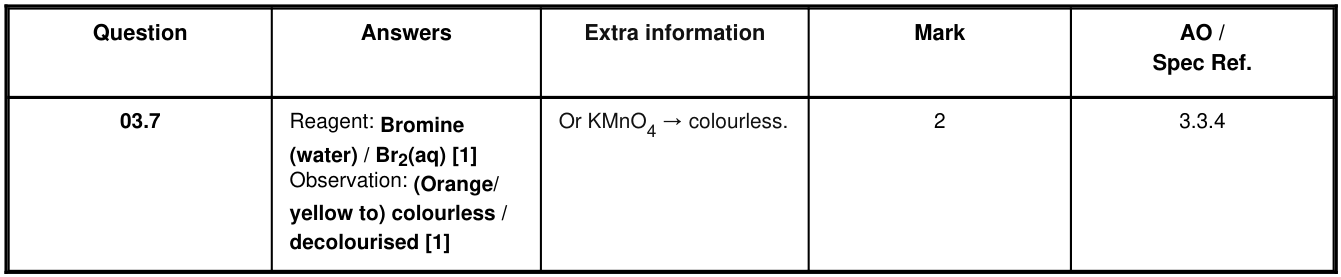 Question Answers Extra information Mark AO /
Spec Ref.
03.7 Reagent: Bromine Or KMnO₄ → colourless. 2 3.3.4
(water) / Br₂(aq) [1]
Observation: (Orange/
yellow to) colourless /
decolourised [1]